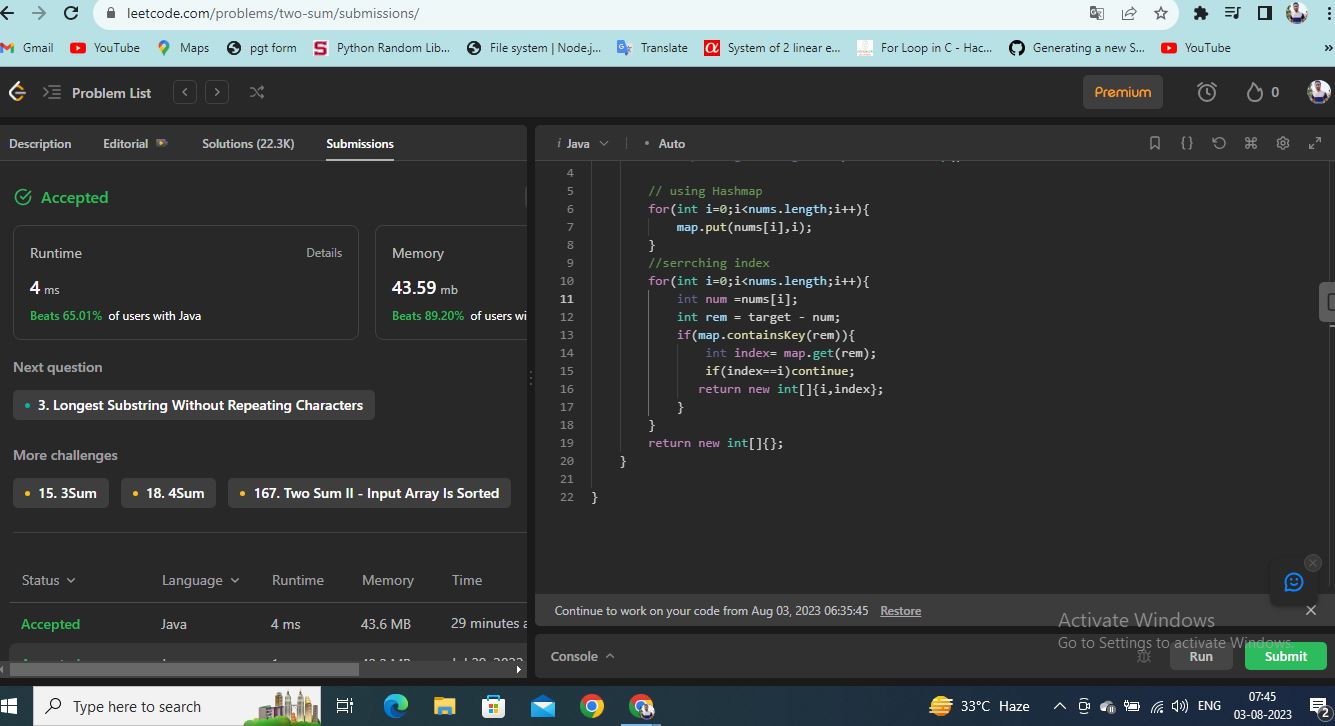 leetcode.com/problems/two-sum/submissions/
Gmail YouTube Maps pgt form Python Random Lib... File system | Node.j... Translate System of 2 linear e... For Loop in C - Hac... Generating a new S... YouTube »
Problem List Premium 0
Description Editorial Solutions (22.3K) Submissions
Accepted
Runtime Details
4 ms
Beats 65.01% of users with Java
Memory
43.59 mb
Beats 89.20% of users wi
Next question
3. Longest Substring Without Repeating Characters
More challenges
15. 3Sum 18. 4Sum 167. Two Sum II - Input Array Is Sorted
Status Language Runtime Memory Time
Accepted Java 4 ms 43.6 MB 29 minutes a
i Java • Auto
4
5 // using Hashmap
6 for(int i=0;i<nums.length;i++){
7 map.put(nums[i],i);
8 }
9 //serrching index
10 for(int i=0;i<nums.length;i++){
11 int num =nums[i];
12 int rem = target - num;
13 if(map.containsKey(rem)){
14 int index= map.get(rem);
15 if(index==i)continue;
16 return new int[]{i,index};
17 }
18 }
19 return new int[]{};
20 }
21
22 }
Continue to work on your code from Aug 03, 2023 06:35:45 Restore
Activate Windows
Go to Settings to activate Windows.
Console Run Submit
Type here to search
33°C Haze ENG
07:45
03-08-2023
2